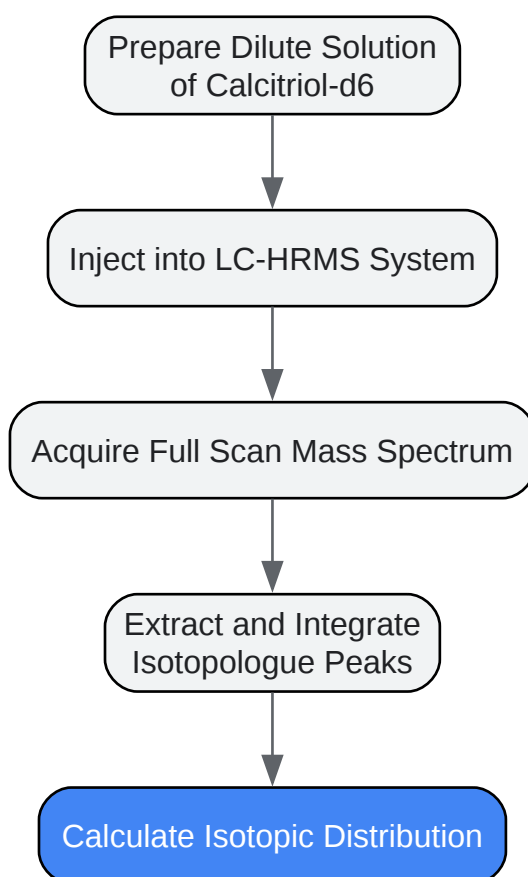 Prepare Dilute Solution
of Calcitriol-d6
Inject into LC-HRMS System
Acquire Full Scan Mass Spectrum
Extract and Integrate
Isotopologue Peaks
Calculate Isotopic Distribution